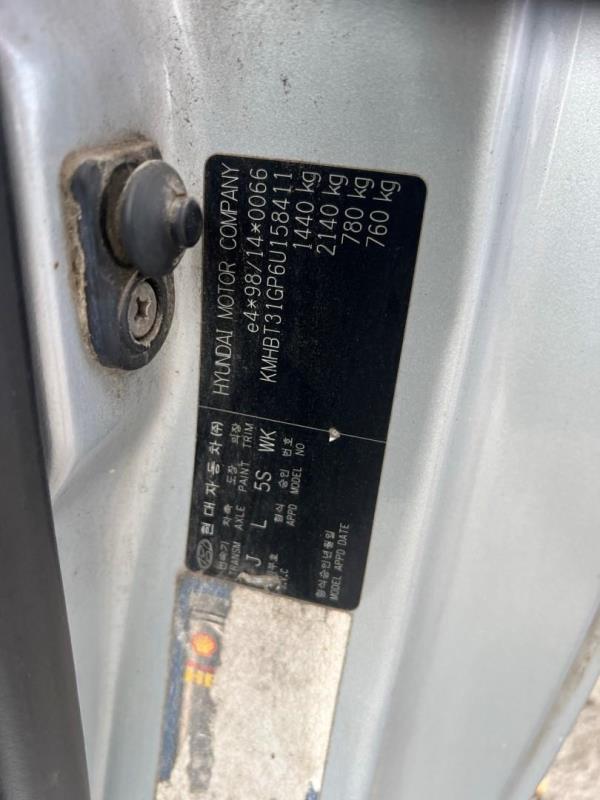 HYUNDAI MOTOR COMPANY
e4*98/14*0066
KMHBT31GP6U158411
1440 kg
2140 kg
780 kg
760 kg
현대자동차(주)
변속기 차축 도장 의장
TRANSM AXLE PAINT TRIM
J L 5S WK
형식 승인 번호
APPD MODEL NO
형식승인년월일
MODEL APPD DATE